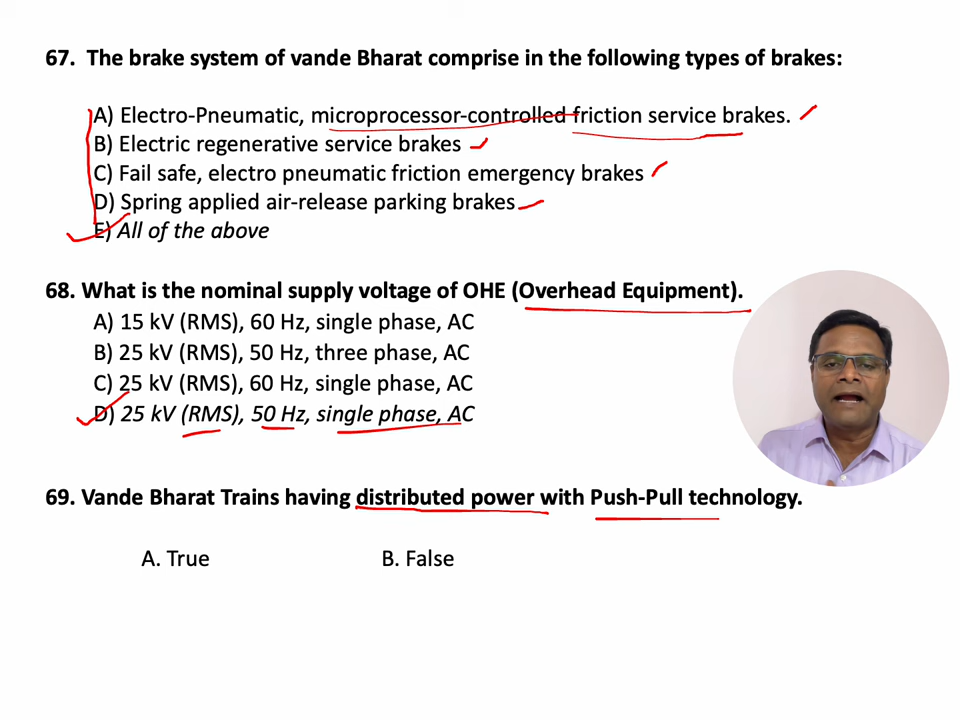 67. The brake system of vande Bharat comprise in the following types of brakes:
A) Electro-Pneumatic, microprocessor-controlled friction service brakes.
B) Electric regenerative service brakes
C) Fail safe, electro pneumatic friction emergency brakes
D) Spring applied air-release parking brakes
E) All of the above
68. What is the nominal supply voltage of OHE (Overhead Equipment).
A) 15 kV (RMS), 60 Hz, single phase, AC
B) 25 kV (RMS), 50 Hz, three phase, AC
C) 25 kV (RMS), 60 Hz, single phase, AC
D) 25 kV (RMS), 50 Hz, single phase, AC
69. Vande Bharat Trains having distributed power with Push-Pull technology.
A. True B. False